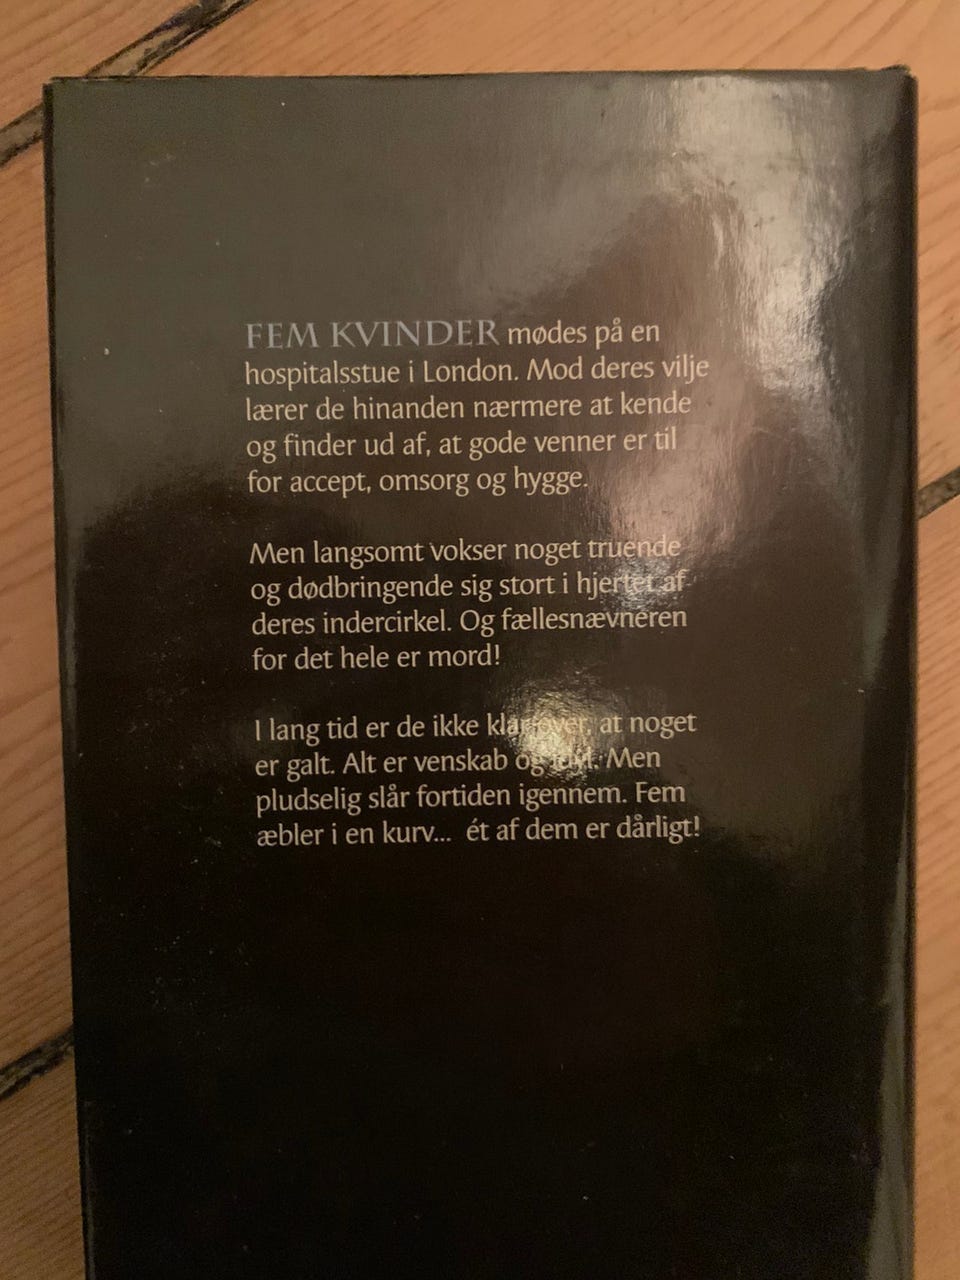 FEM KVINDER mødes på en
hospitalsstue i London. Mod deres vilje
lærer de hinanden nærmere at kende
og finder ud af, at gode venner er til
for accept, omsorg og hygge.
Men langsomt vokser noget truende
og dødbringende sig stort i hjertet af
deres indercirkel. Og fællesnævneren
for det hele er mord!
I lang tid er de ikke klar over, at noget
er galt. Alt er venskab og idyl. Men
pludselig slår fortiden igennem. Fem
æbler i en kurv... ét af dem er dårligt!